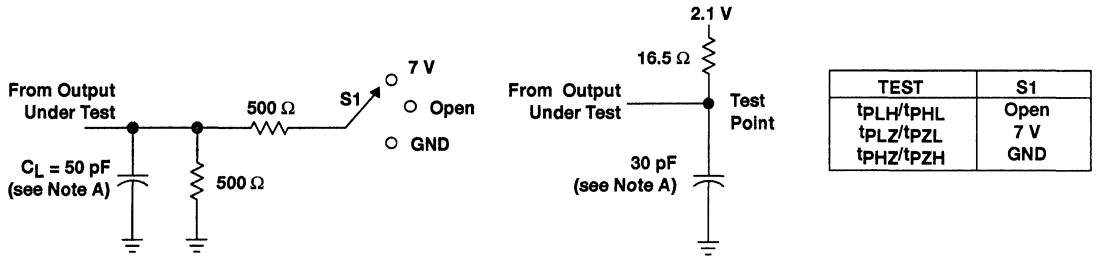 From Output
Under Test
500 Ω
S1
7 V
Open
GND
CL = 50 pF
(see Note A)
500 Ω
2.1 V
16.5 Ω
From Output
Under Test
Test
Point
30 pF
(see Note A)
TEST S1
tPLH/tPHL Open
tPLZ/tPZL 7 V
tPHZ/tPZH GND